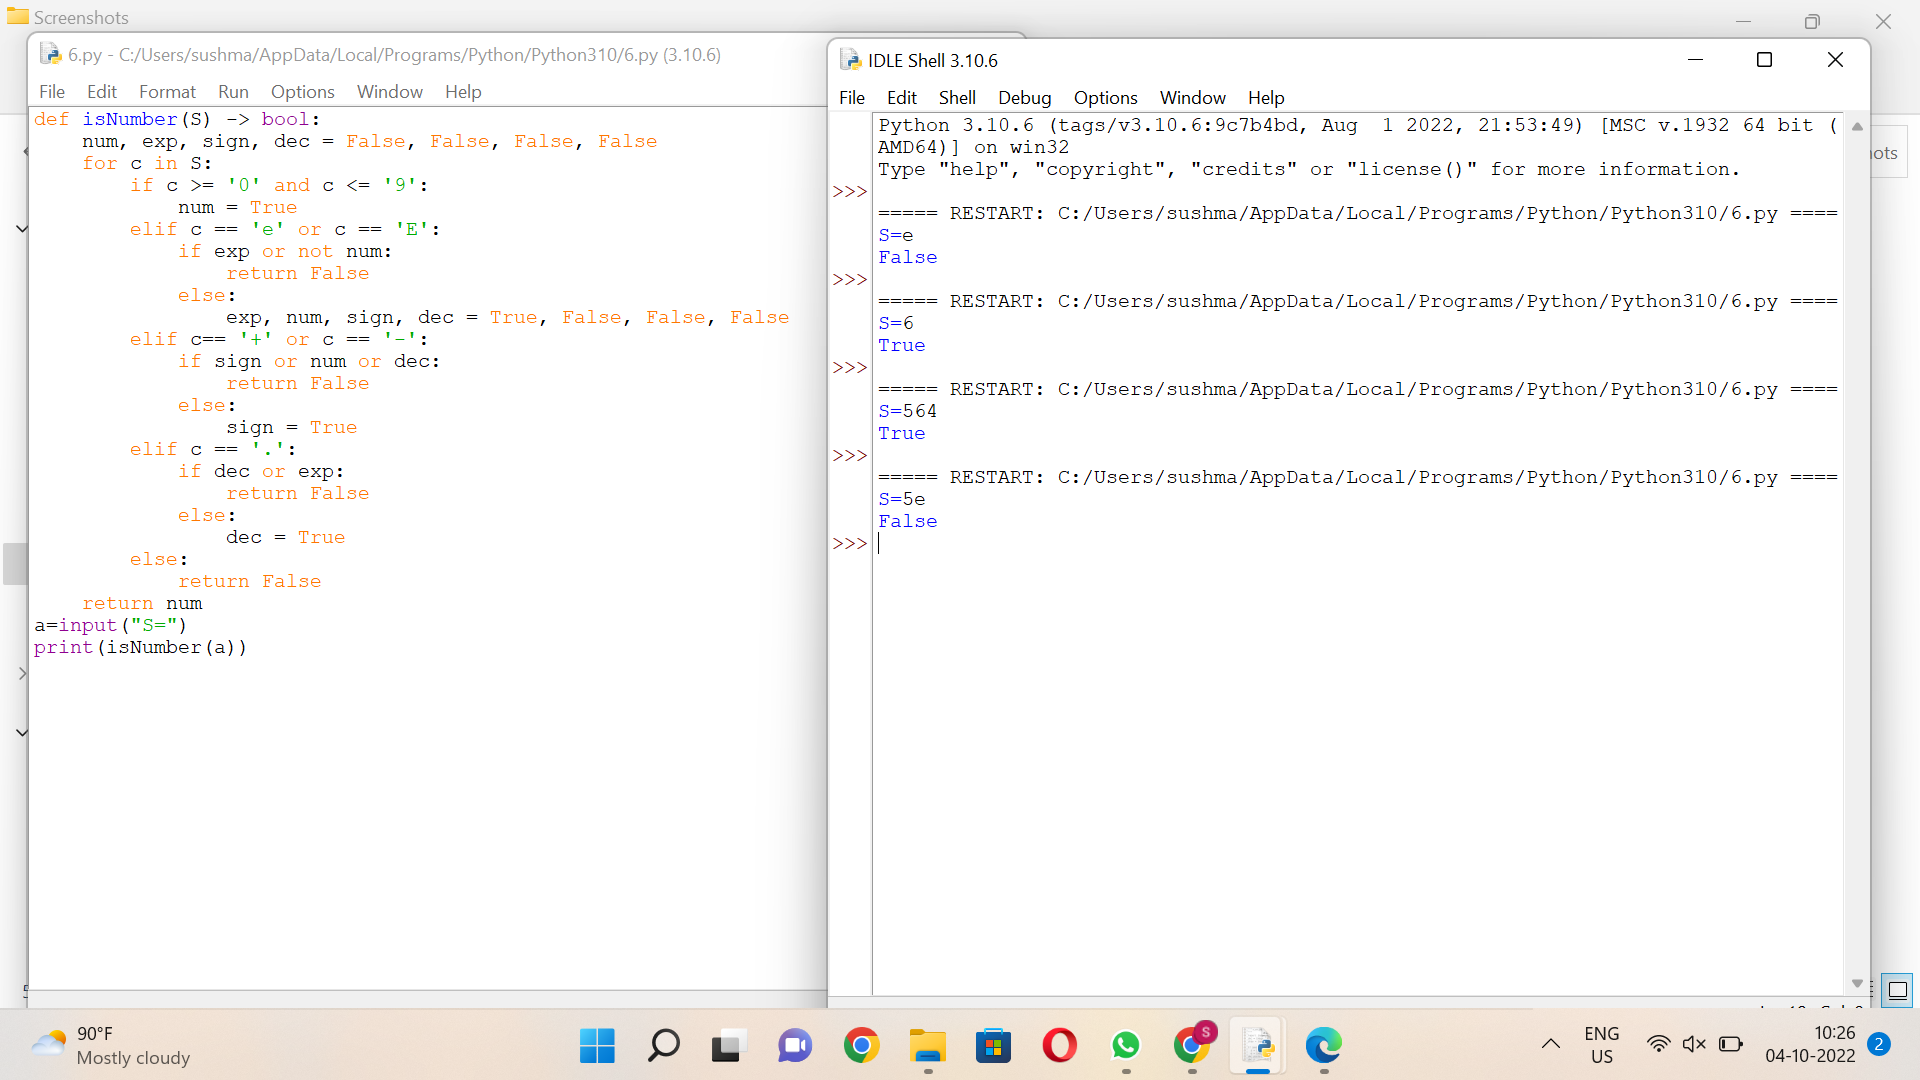 Screenshots
6.py - C:/Users/sushma/AppData/Local/Programs/Python/Python310/6.py (3.10.6)
File Edit Format Run Options Window Help
def isNumber(S) -> bool:
    num, exp, sign, dec = False, False, False, False
    for c in S:
        if c >= '0' and c <= '9':
            num = True
        elif c == 'e' or c == 'E':
            if exp or not num:
                return False
            else:
                exp, num, sign, dec = True, False, False, False
        elif c== '+' or c == '-':
            if sign or num or dec:
                return False
            else:
                sign = True
        elif c == '.':
            if dec or exp:
                return False
            else:
                dec = True
        else:
            return False
    return num
a=input("S=")
print(isNumber(a))
IDLE Shell 3.10.6
File Edit Shell Debug Options Window Help
Python 3.10.6 (tags/v3.10.6:9c7b4bd, Aug  1 2022, 21:53:49) [MSC v.1932 64 bit (
AMD64)] on win32
Type "help", "copyright", "credits" or "license()" for more information.
>>>
===== RESTART: C:/Users/sushma/AppData/Local/Programs/Python/Python310/6.py ====
S=e
False
>>>
===== RESTART: C:/Users/sushma/AppData/Local/Programs/Python/Python310/6.py ====
S=6
True
>>>
===== RESTART: C:/Users/sushma/AppData/Local/Programs/Python/Python310/6.py ====
S=564
True
>>>
===== RESTART: C:/Users/sushma/AppData/Local/Programs/Python/Python310/6.py ====
S=5e
False
>>>
ots
90°F
Mostly cloudy
S
ENG
US
10:26
04-10-2022
2